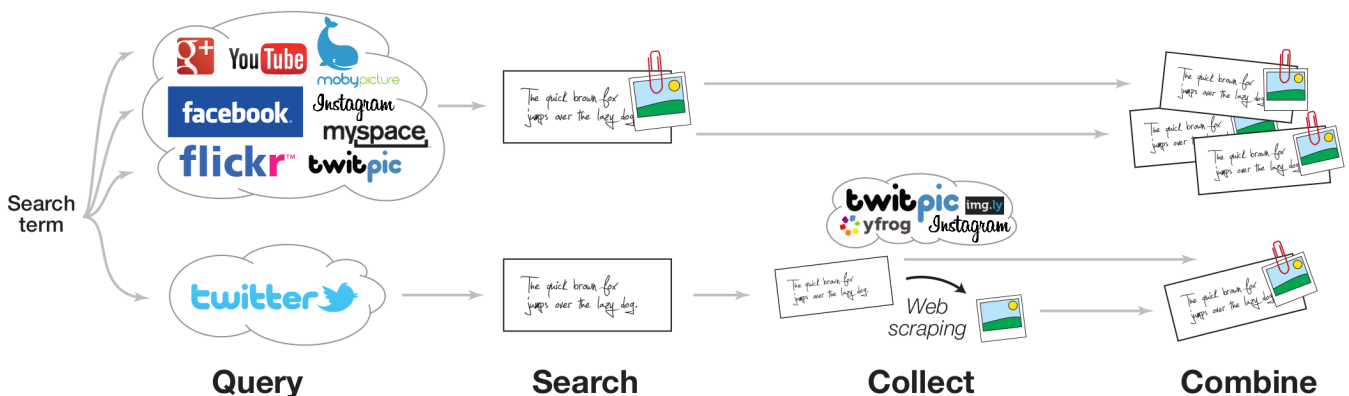 g+
YouTube
mobypicture
facebook.
Instagram
myspace
flickr™
twitpic
Search
term
twitter
The quick brown fox
jumps over the lazy dog.
The quick brown fox
jumps over the lazy dog.
twitpic
img.ly
yfrog
Instagram
The quick brown fox
jumps over the lazy dog.
Web
scraping
The quick brown fox
jumps over the lazy dog
The quick brown fox
jumps over the lazy
The quick brown fox
jumps over the lazy dog.
The quick brown fox
jumps over the lazy dog
Query
Search
Collect
Combine